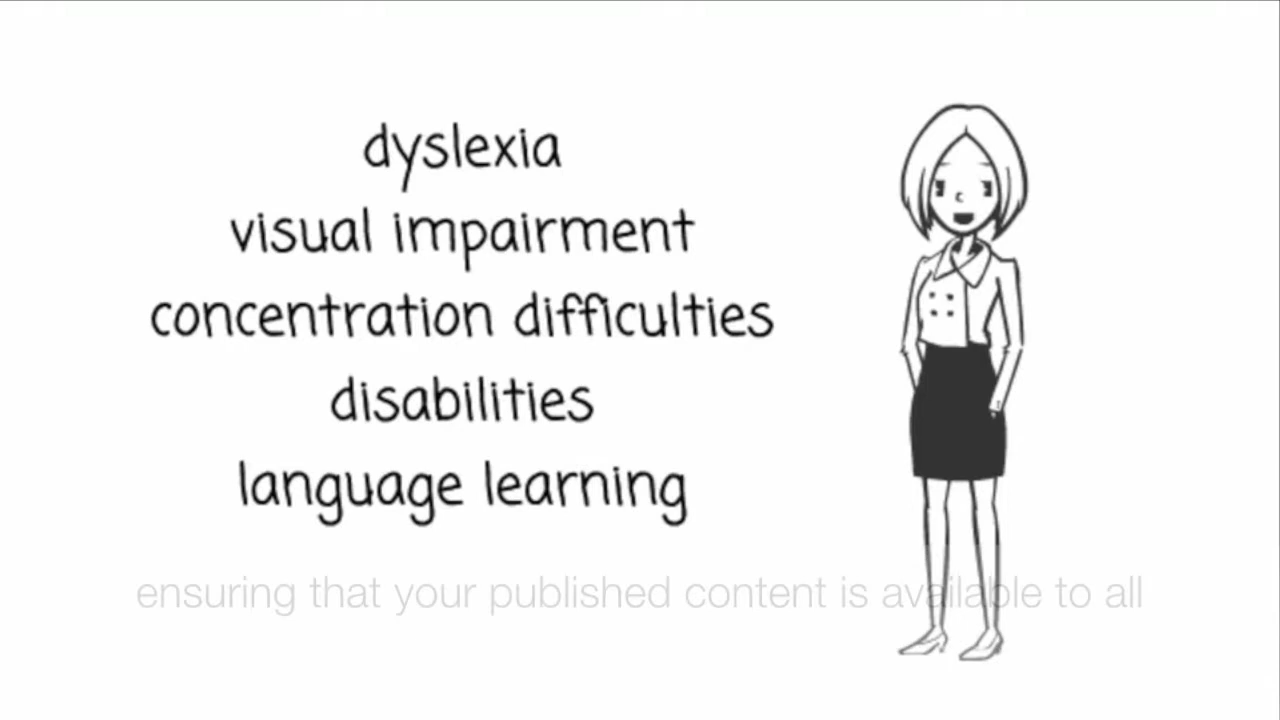 dyslexia
visual impairment
concentration difficulties
disabilities
language learning
ensuring that your published content is available to all